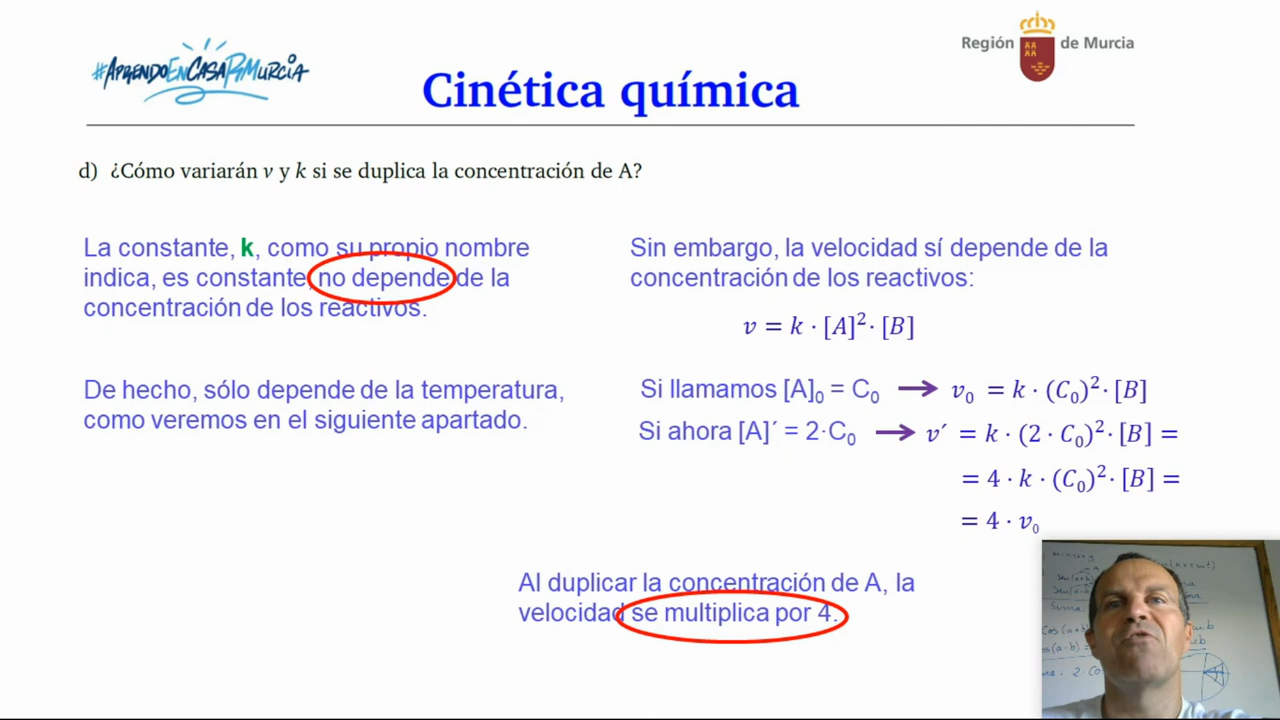 #APRENDOENCASARMURCIA
Región de Murcia
Cinética química
d) ¿Cómo variarán v y k si se duplica la concentración de A?
La constante, k, como su propio nombre
indica, es constante, no depende de la
concentración de los reactivos.
De hecho, sólo depende de la temperatura,
como veremos en el siguiente apartado.
Sin embargo, la velocidad sí depende de la
concentración de los reactivos:
v = k · [A]²· [B]
Si llamamos [A]₀ = C₀ → v₀ = k · (C₀)²· [B]
Si ahora [A]´ = 2·C₀ → v´ = k · (2 · C₀)²· [B] =
= 4 · k · (C₀)²· [B] =
= 4 · v₀
Al duplicar la concentración de A, la
velocidad se multiplica por 4.